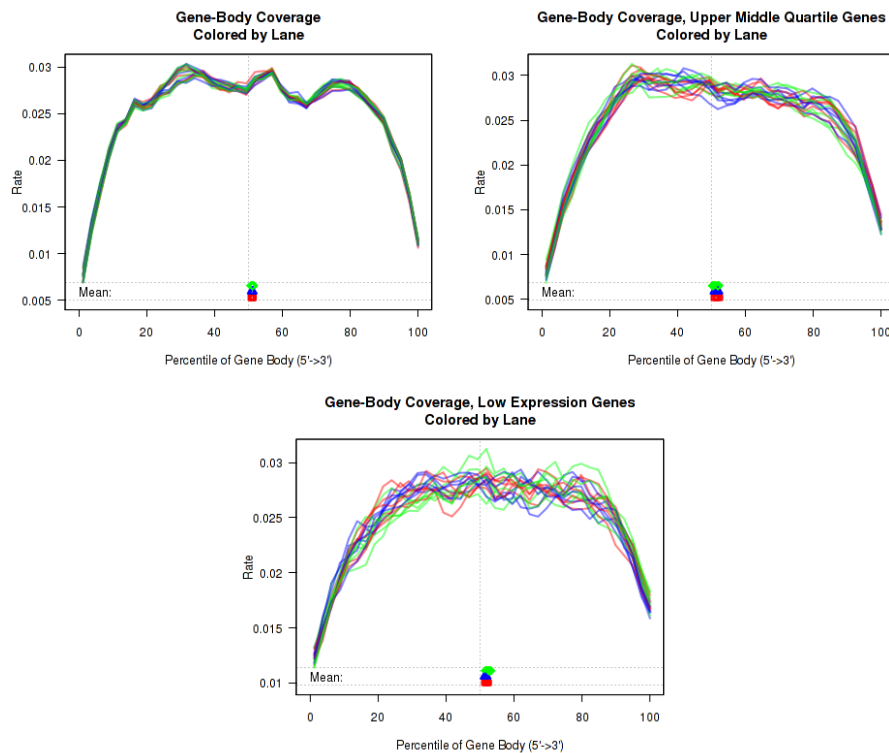 Gene-Body Coverage
Colored by Lane
0.03
0.025
0.02
0.015
0.01
0.005
Rate
Mean:
0 20 40 60 80 100
Percentile of Gene Body (5'->3')
Gene-Body Coverage, Upper Middle Quartile Genes
Colored by Lane
0.03
0.025
0.02
0.015
0.01
0.005
Rate
Mean:
0 20 40 60 80 100
Percentile of Gene Body (5'->3')
Gene-Body Coverage, Low Expression Genes
Colored by Lane
0.03
0.025
0.02
0.015
0.01
Rate
Mean:
0 20 40 60 80 100
Percentile of Gene Body (5'->3')